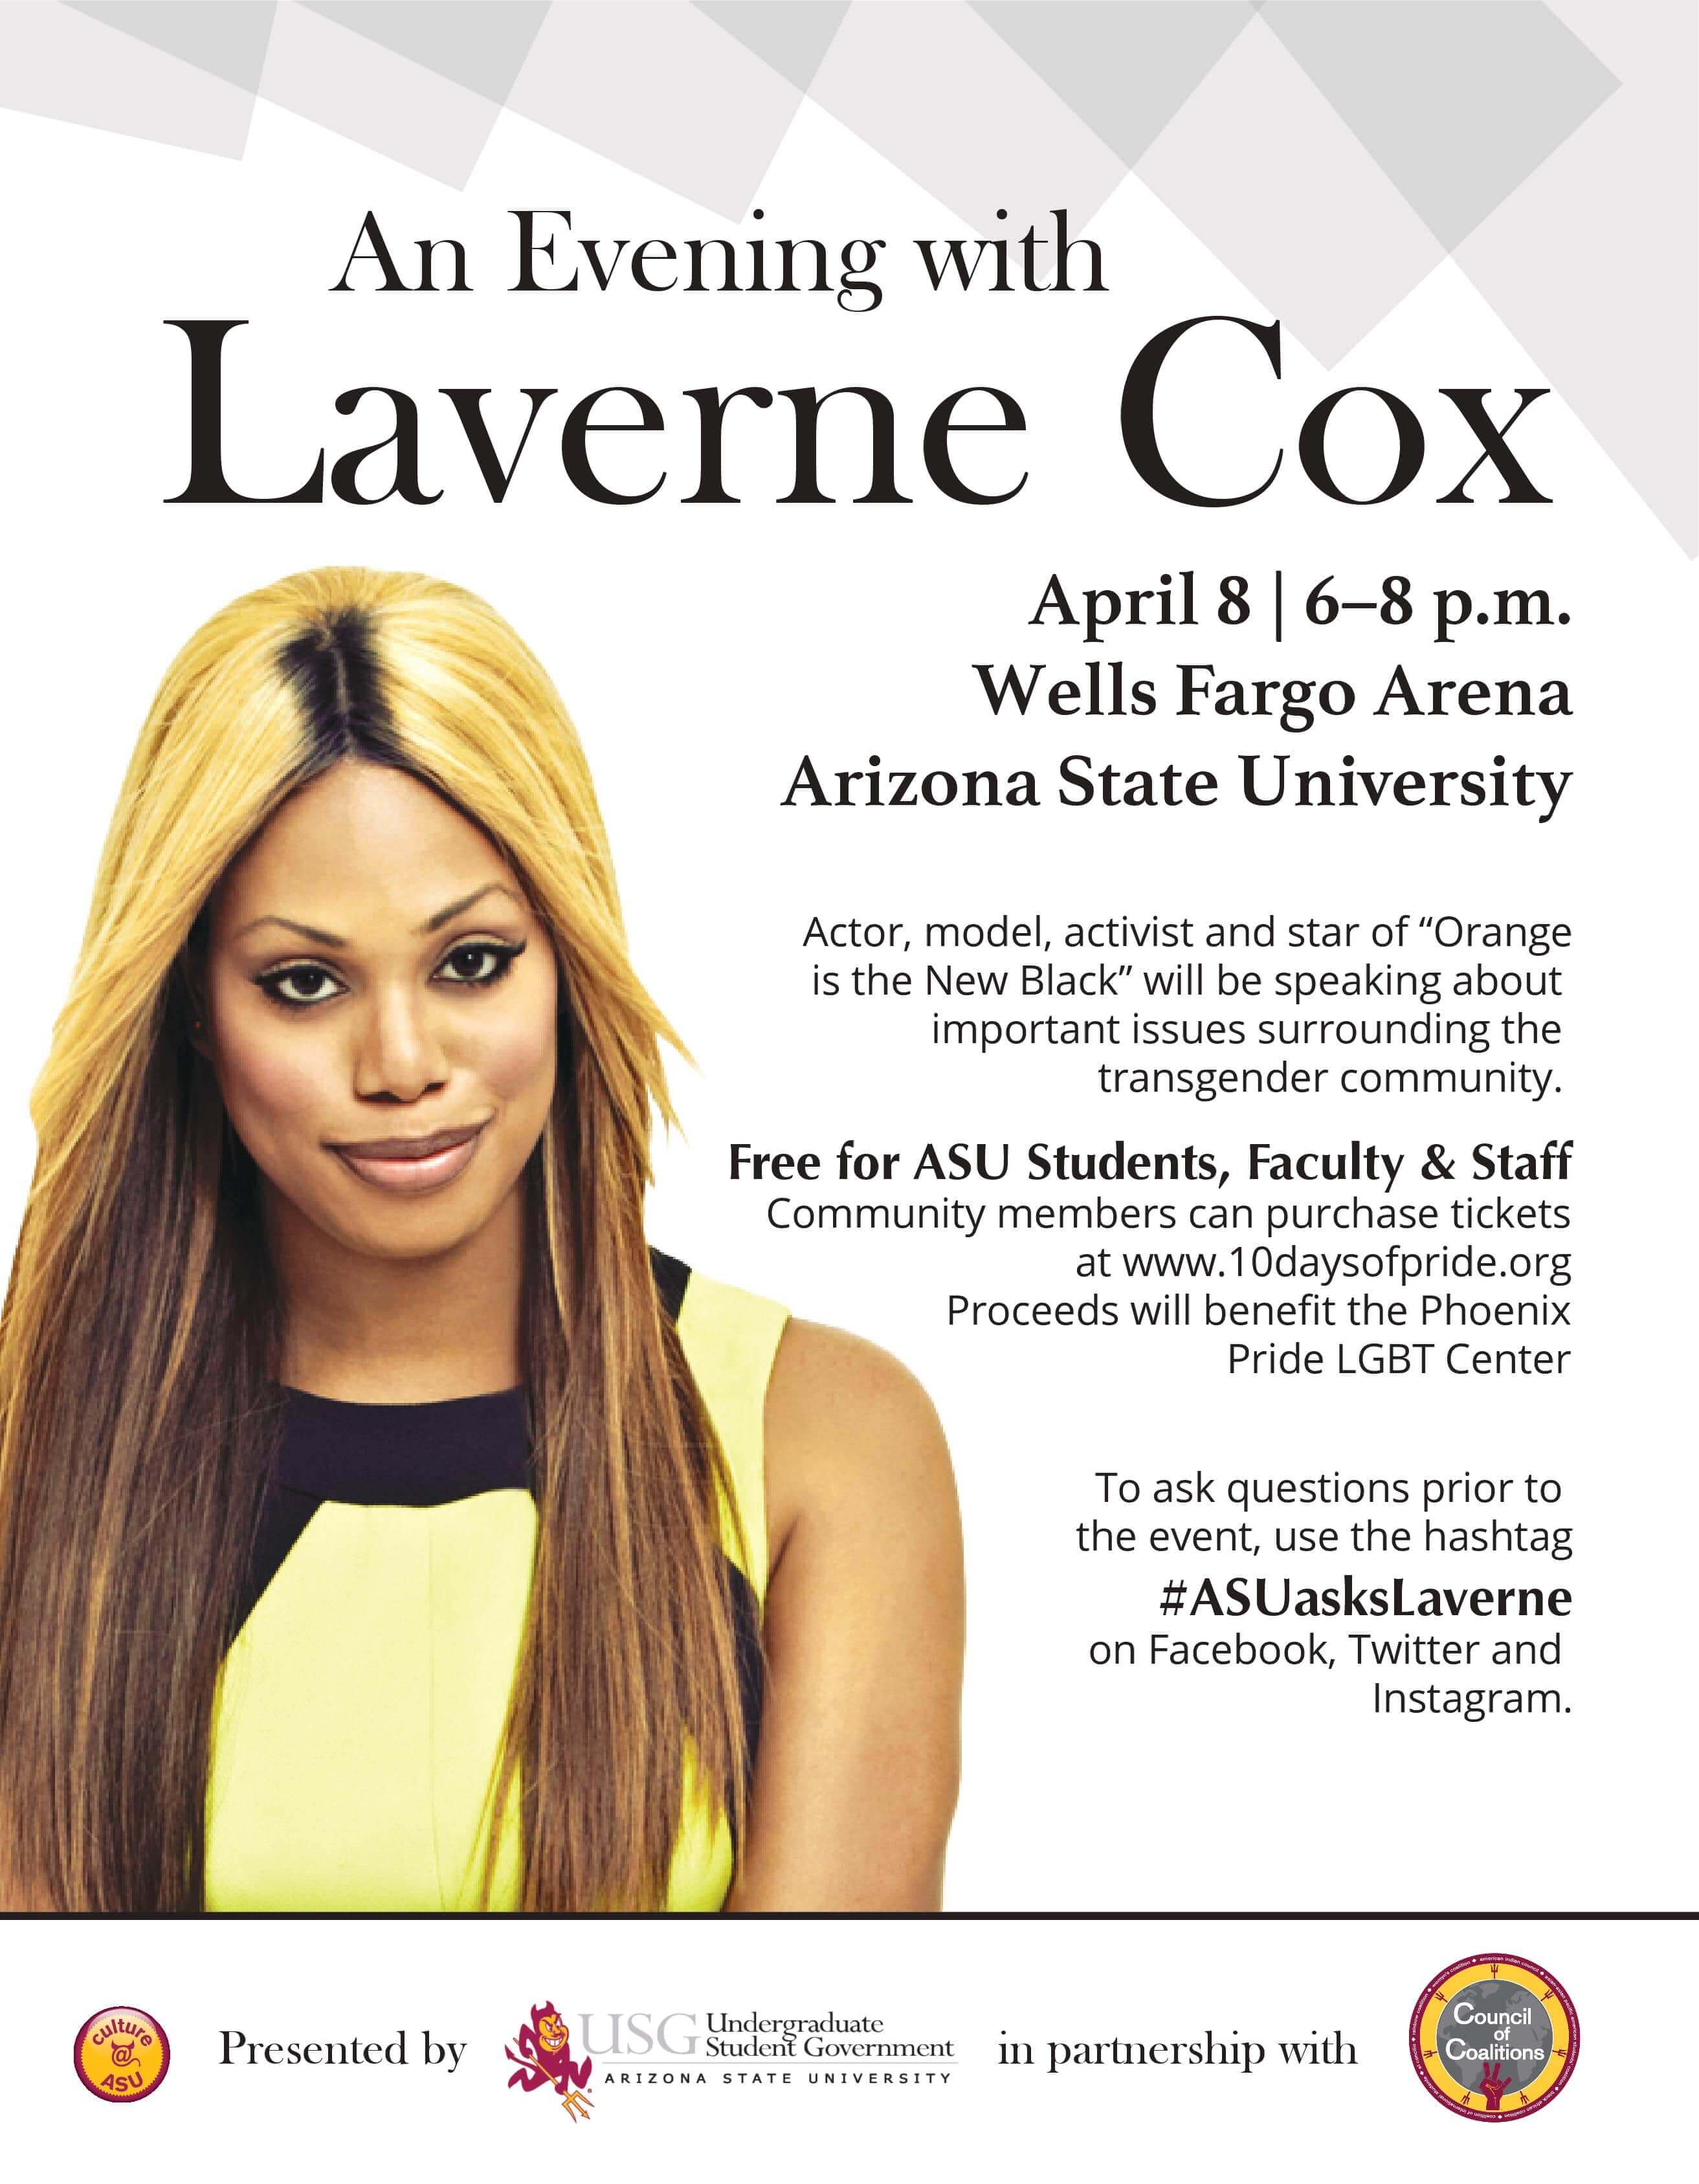 An Evening with
Laverne Cox
April 8 | 6–8 p.m.
Wells Fargo Arena
Arizona State University
Actor, model, activist and star of “Orange
is the New Black” will be speaking about
important issues surrounding the
transgender community.
Free for ASU Students, Faculty & Staff
Community members can purchase tickets
at www.10daysofpride.org
Proceeds will benefit the Phoenix
Pride LGBT Center
To ask questions prior to
the event, use the hashtag
#ASUasksLaverne
on Facebook, Twitter and
Instagram.
culture
@
ASU
Presented by
USG Undergraduate
Student Government
ARIZONA STATE UNIVERSITY
in partnership with
Council
of
Coalitions